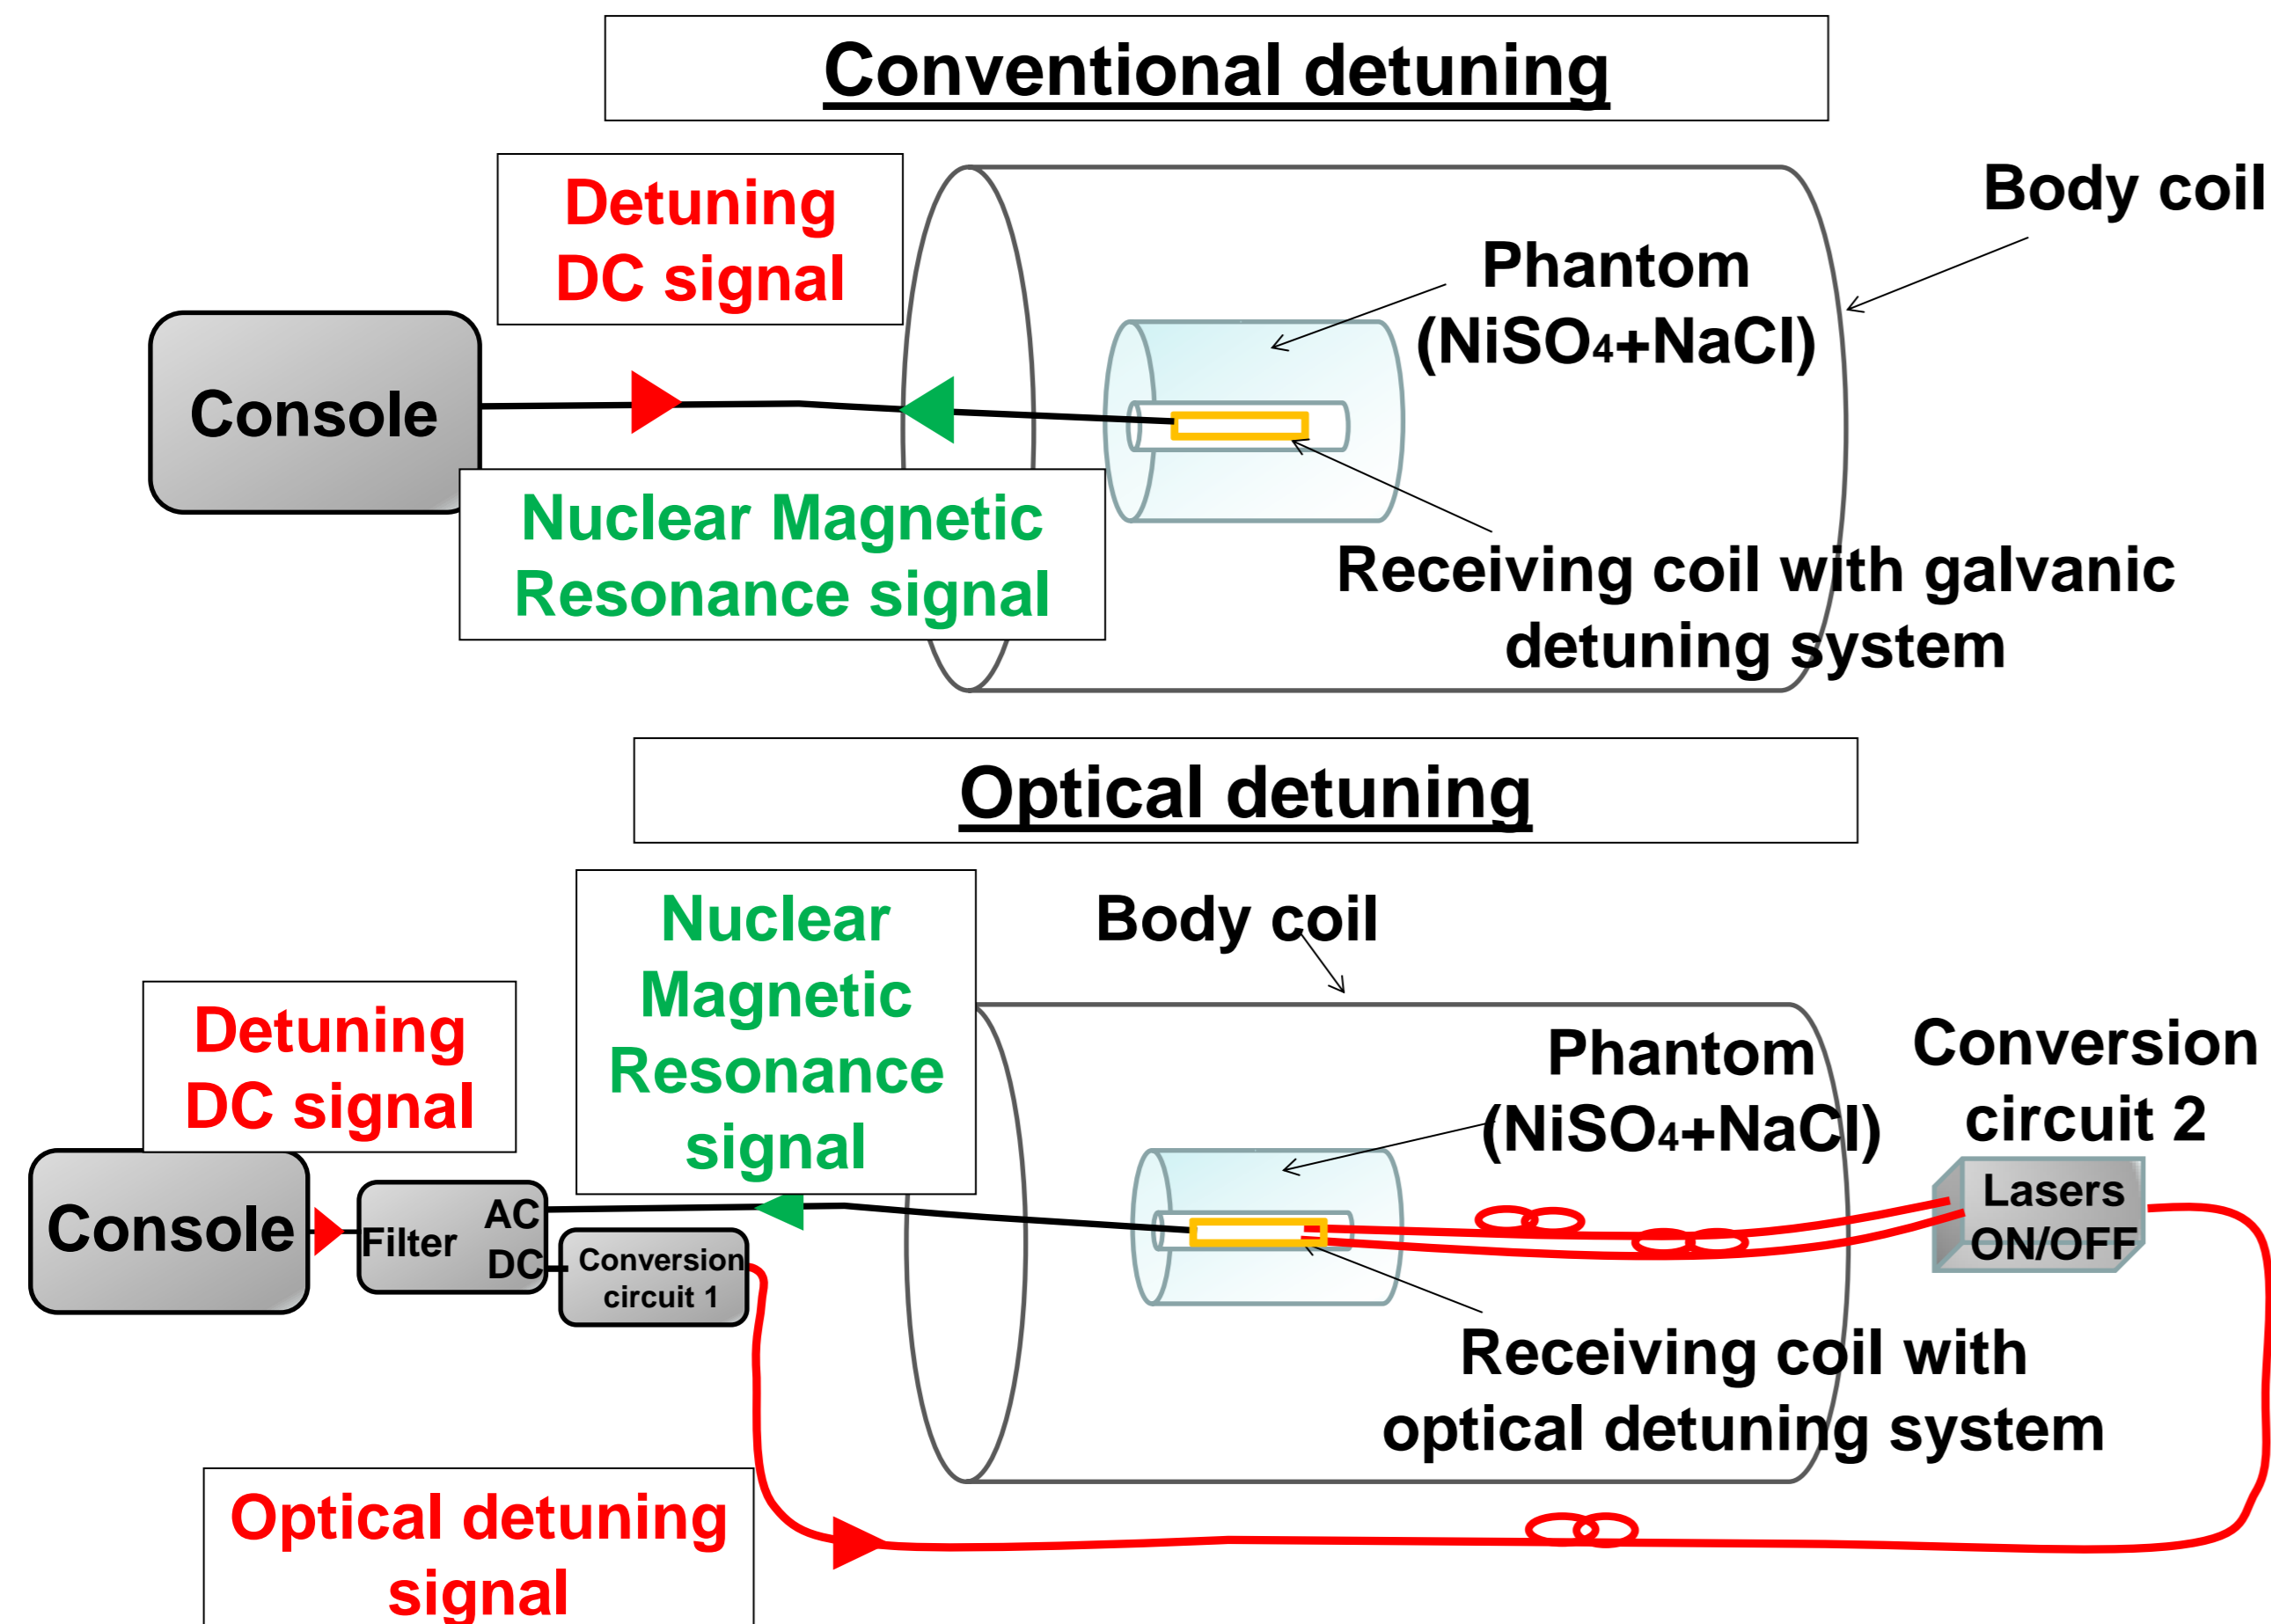 Conventional detuning
Detuning
DC signal
Body coil
Phantom
(NiSO₄+NaCl)
Console
Nuclear Magnetic
Resonance signal
Receiving coil with galvanic
detuning system
Optical detuning
Nuclear
Magnetic
Resonance
signal
Body coil
Detuning
DC signal
Phantom
(NiSO₄+NaCl)
Conversion
circuit 2
Lasers
ON/OFF
Console
Filter
AC
DC
Conversion
circuit 1
Receiving coil with
optical detuning system
Optical detuning
signal